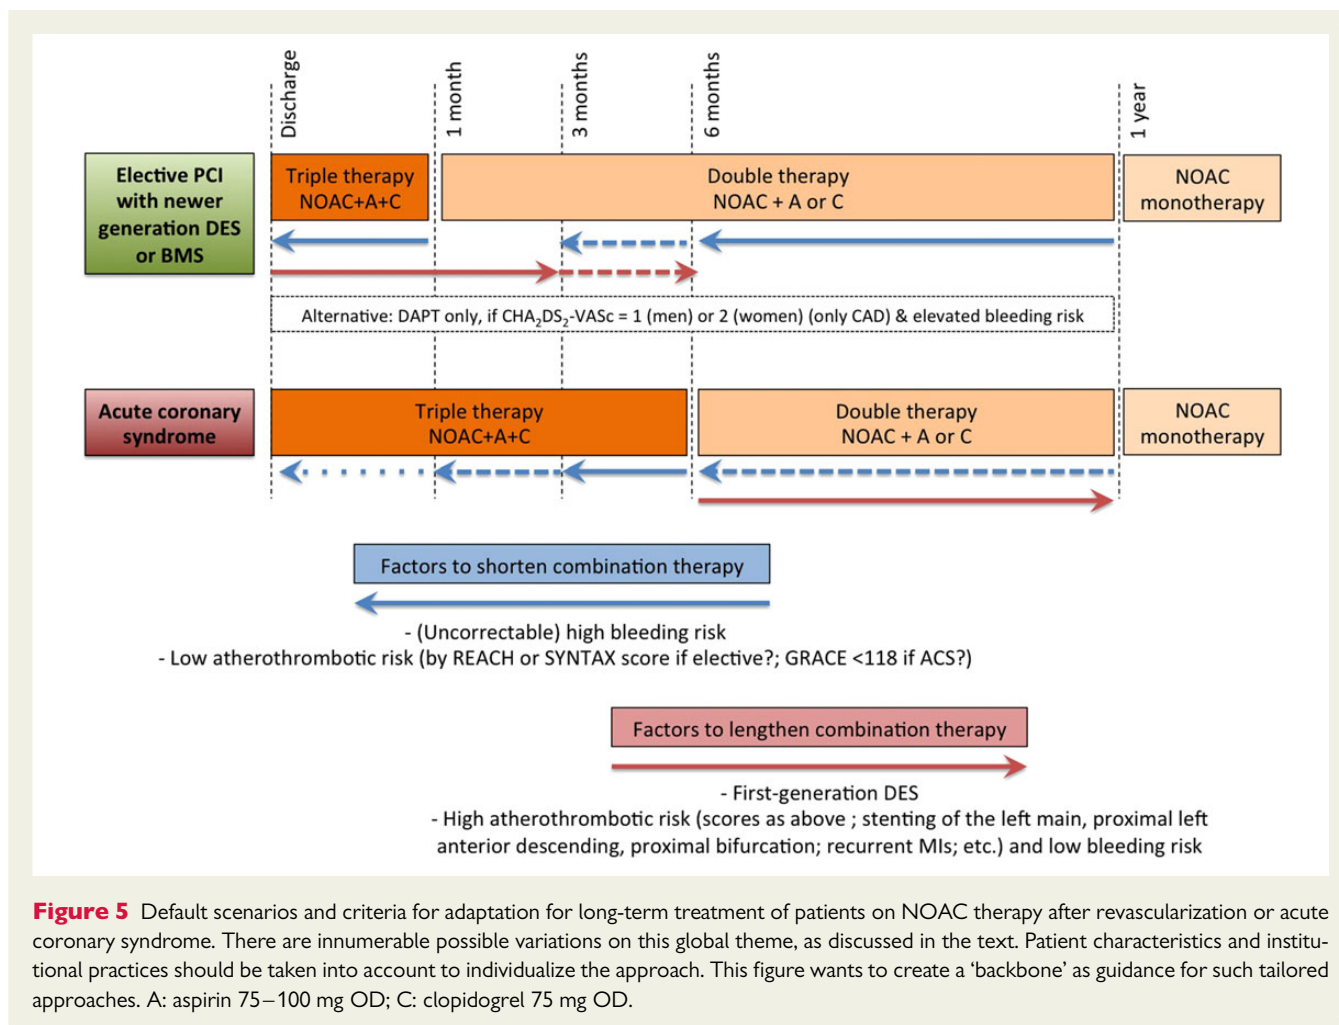 Discharge
1 month
3 months
6 months
1 year
Elective PCI
with newer
generation DES
or BMS
Triple therapy
NOAC+A+C
Double therapy
NOAC + A or C
NOAC
monotherapy
Alternative: DAPT only, if CHA₂DS₂-VASc = 1 (men) or 2 (women) (only CAD) & elevated bleeding risk
Acute coronary
syndrome
Triple therapy
NOAC+A+C
Double therapy
NOAC + A or C
NOAC
monotherapy
Factors to shorten combination therapy
- (Uncorrectable) high bleeding risk
- Low atherothrombotic risk (by REACH or SYNTAX score if elective?; GRACE <118 if ACS?)
Factors to lengthen combination therapy
- First-generation DES
- High atherothrombotic risk (scores as above ; stenting of the left main, proximal left
anterior descending, proximal bifurcation; recurrent MIs; etc.) and low bleeding risk
Figure 5 Default scenarios and criteria for adaptation for long-term treatment of patients on NOAC therapy after revascularization or acute
coronary syndrome. There are innumerable possible variations on this global theme, as discussed in the text. Patient characteristics and institu-
tional practices should be taken into account to individualize the approach. This figure wants to create a ‘backbone’ as guidance for such tailored
approaches. A: aspirin 75–100 mg OD; C: clopidogrel 75 mg OD.